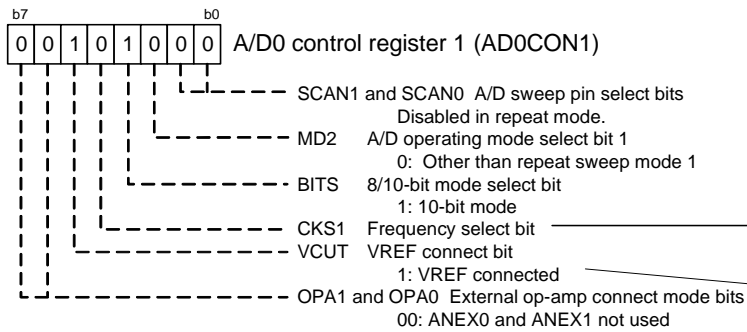 b7 b0
0 0 1 0 1 0 0 0 A/D0 control register 1 (AD0CON1)
SCAN1 and SCAN0 A/D sweep pin select bits
Disabled in repeat mode.
MD2 A/D operating mode select bit 1
0: Other than repeat sweep mode 1
BITS 8/10-bit mode select bit
1: 10-bit mode
CKS1 Frequency select bit
VCUT VREF connect bit
1: VREF connected
OPA1 and OPA0 External op-amp connect mode bits
00: ANEX0 and ANEX1 not used